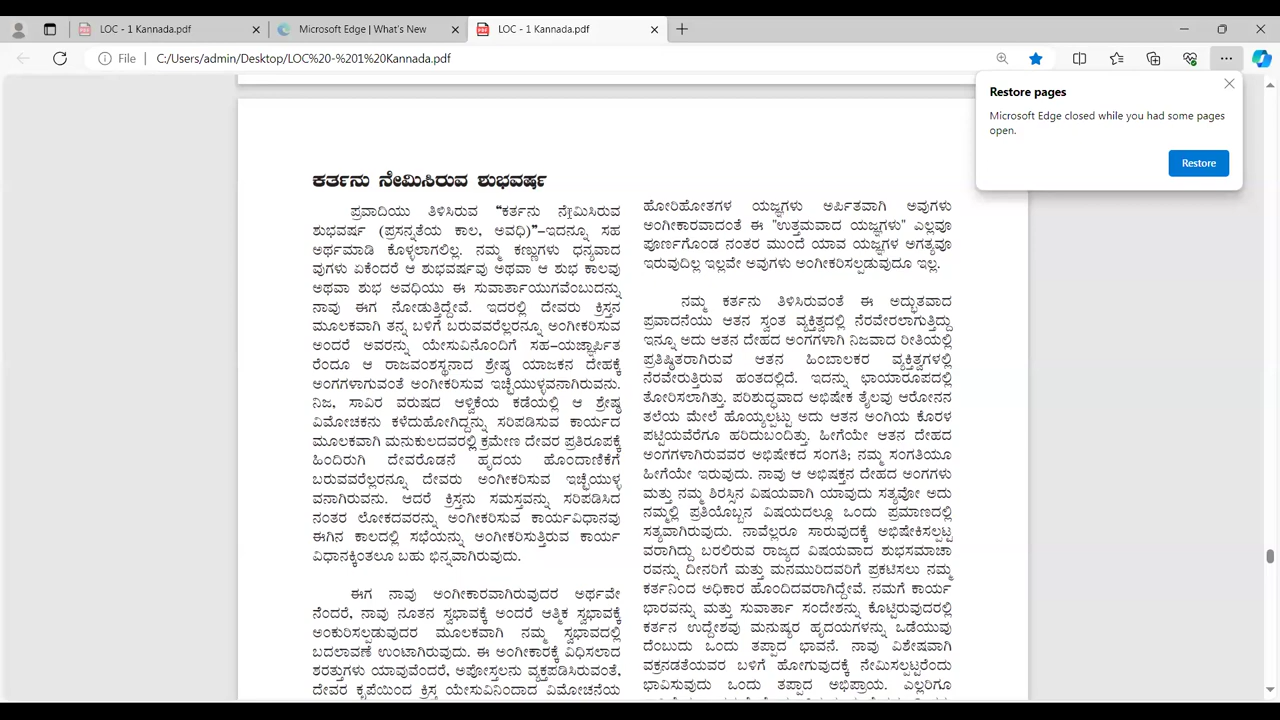 LOC - 1 Kannada.pdf
Microsoft Edge | What's New
LOC - 1 Kannada.pdf
File
C:/Users/admin/Desktop/LOC%20-%201%20Kannada.pdf
Restore pages
Microsoft Edge closed while you had some pages
open.
Restore
ಕರ್ತನು ನೇಮಿಸಿರುವ ಶುಭವರ್ಷ
ಪ್ರವಾದಿಯು ತಿಳಿಸಿರುವ “ಕರ್ತನು ನೇಮಿಸಿರುವ
ಶುಭವರ್ಷ (ಪ್ರಸನ್ನತೆಯ ಕಾಲ, ಅವಧಿ)”–ಇದನ್ನೂ ಸಹ
ಅರ್ಥಮಾಡಿ ಕೊಳ್ಳಲಾಗಲಿಲ್ಲ. ನಮ್ಮ ಕಣ್ಣುಗಳು ಧನ್ಯವಾದ
ವುಗಳು ಏಕೆಂದರೆ ಆ ಶುಭವರ್ಷವು ಅಥವಾ ಆ ಶುಭ ಕಾಲವು
ಅಥವಾ ಶುಭ ಅವಧಿಯು ಈ ಸುವಾರ್ತಾಯುಗವೆಂಬುದನ್ನು
ನಾವು ಈಗ ನೋಡುತ್ತಿದ್ದೇವೆ. ಇದರಲ್ಲಿ ದೇವರು ಕ್ರಿಸ್ತನ
ಮೂಲಕವಾಗಿ ತನ್ನ ಬಳಿಗೆ ಬರುವವರೆಲ್ಲರನ್ನೂ ಅಂಗೀಕರಿಸುವ
ಅಂದರೆ ಅವರನ್ನು ಯೇಸುವಿನೊಂದಿಗೆ ಸಹ–ಯಜ್ಞಾರ್ಪಿತ
ರೆಂದೂ ಆ ರಾಜವಂಶಸ್ಥನಾದ ಶ್ರೇಷ್ಠ ಯಾಜಕನ ದೇಹಕ್ಕೆ
ಅಂಗಗಳಾಗುವಂತೆ ಅಂಗೀಕರಿಸುವ ಇಚ್ಛೆಯುಳ್ಳವನಾಗಿರುವನು.
ನಿಜ, ಸಾವಿರ ವರುಷದ ಆಳ್ವಿಕೆಯ ಕಡೆಯಲ್ಲಿ ಆ ಶ್ರೇಷ್ಠ
ವಿಮೋಚಕನು ಕಳೆದುಹೋಗಿದ್ದನ್ನು ಸರಿಪಡಿಸುವ ಕಾರ್ಯದ
ಮೂಲಕವಾಗಿ ಮನುಕುಲದವರಲ್ಲಿ ಕ್ರಮೇಣ ದೇವರ ಪ್ರತಿರೂಪಕ್ಕೆ
ಹಿಂದಿರುಗಿ ದೇವರೊಡನೆ ಹೃದಯ ಹೊಂದಾಣಿಕೆಗೆ
ಬರುವವರೆಲ್ಲರನ್ನೂ ದೇವರು ಅಂಗೀಕರಿಸುವ ಇಚ್ಛೆಯುಳ್ಳ
ವನಾಗಿರುವನು. ಆದರೆ ಕ್ರಿಸ್ತನು ಸಮಸ್ತವನ್ನು ಸರಿಪಡಿಸಿದ
ನಂತರ ಲೋಕದವರನ್ನು ಅಂಗೀಕರಿಸುವ ಕಾರ್ಯವಿಧಾನವು
ಈಗಿನ ಕಾಲದಲ್ಲಿ ಸಭೆಯನ್ನು ಅಂಗೀಕರಿಸುತ್ತಿರುವ ಕಾರ್ಯ
ವಿಧಾನಕ್ಕಿಂತಲೂ ಬಹು ಭಿನ್ನವಾಗಿರುವುದು.
ಈಗ ನಾವು ಅಂಗೀಕಾರವಾಗಿರುವುದರ ಅರ್ಥವೇ
ನೆಂದರೆ, ನಾವು ನೂತನ ಸ್ವಭಾವಕ್ಕೆ ಅಂದರೆ ಆತ್ಮಿಕ ಸ್ವಭಾವಕ್ಕೆ
ಅಂಕುರಿಸಲ್ಪಡುವುದರ ಮೂಲಕವಾಗಿ ನಮ್ಮ ಸ್ವಭಾವದಲ್ಲಿ
ಬದಲಾವಣೆ ಉಂಟಾಗಿರುವುದು. ಈ ಅಂಗೀಕಾರಕ್ಕೆ ವಿಧಿಸಲಾದ
ಶರತ್ತುಗಳು ಯಾವುವೆಂದರೆ, ಅಪೋಸ್ತಲನು ವ್ಯಕ್ತಪಡಿಸಿರುವಂತೆ,
ದೇವರ ಕೃಪೆಯಿಂದ ಕ್ರಿಸ್ತ ಯೇಸುವಿನಿಂದಾದ ವಿಮೋಚನೆಯ
ಹೋರಿಹೋತಗಳ ಯಜ್ಞಗಳು ಅರ್ಪಿತವಾಗಿ ಅವುಗಳು
ಅಂಗೀಕಾರವಾದಂತೆ ಈ "ಉತ್ತಮವಾದ ಯಜ್ಞಗಳು" ಎಲ್ಲವೂ
ಪೂರ್ಣಗೊಂಡ ನಂತರ ಮುಂದೆ ಯಾವ ಯಜ್ಞಗಳ ಅಗತ್ಯವೂ
ಇರುವುದಿಲ್ಲ ಇಲ್ಲವೇ ಅವುಗಳು ಅಂಗೀಕರಿಸಲ್ಪಡುವುದೂ ಇಲ್ಲ.
ನಮ್ಮ ಕರ್ತನು ತಿಳಿಸಿರುವಂತೆ ಈ ಅದ್ಭುತವಾದ
ಪ್ರವಾದನೆಯು ಆತನ ಸ್ವಂತ ವ್ಯಕ್ತಿತ್ವದಲ್ಲಿ ನೆರವೇರಲಾಗುತ್ತಿದ್ದು
ಇನ್ನೂ ಅದು ಆತನ ದೇಹದ ಅಂಗಗಳಾಗಿ ನಿಜವಾದ ರೀತಿಯಲ್ಲಿ
ಪ್ರತಿಷ್ಠಿತರಾಗಿರುವ ಆತನ ಹಿಂಬಾಲಕರ ವ್ಯಕ್ತಿತ್ವಗಳಲ್ಲಿ
ನೆರವೇರುತ್ತಿರುವ ಹಂತದಲ್ಲಿದೆ. ಇದನ್ನು ಛಾಯಾರೂಪದಲ್ಲಿ
ತೋರಿಸಲಾಗಿತ್ತು. ಪರಿಶುದ್ಧವಾದ ಅಭಿಷೇಕ ತೈಲವು ಆರೋನನ
ತಲೆಯ ಮೇಲೆ ಹೊಯ್ಯಲ್ಪಟ್ಟು ಅದು ಆತನ ಅಂಗಿಯ ಕೊರಳ
ಪಟ್ಟಿಯವರೆಗೂ ಹರಿದುಬಂದಿತ್ತು. ಹೀಗೆಯೇ ಆತನ ದೇಹದ
ಅಂಗಗಳಾಗಿರುವವರ ಅಭಿಷೇಕದ ಸಂಗತಿ; ನಮ್ಮ ಸಂಗತಿಯೂ
ಹೀಗೆಯೇ ಇರುವುದು. ನಾವು ಆ ಅಭಿಷಕ್ತನ ದೇಹದ ಅಂಗಗಳು
ಮತ್ತು ನಮ್ಮ ಶಿರಸ್ಸಿನ ವಿಷಯವಾಗಿ ಯಾವುದು ಸತ್ಯವೋ ಅದು
ನಮ್ಮಲ್ಲಿ ಪ್ರತಿಯೊಬ್ಬನ ವಿಷಯದಲ್ಲೂ ಒಂದು ಪ್ರಮಾಣದಲ್ಲಿ
ಸತ್ಯವಾಗಿರುವುದು. ನಾವೆಲ್ಲರೂ ಸಾರುವುದಕ್ಕೆ ಅಭಿಷೇಕಿಸಲ್ಪಟ್ಟ
ವರಾಗಿದ್ದು ಬರಲಿರುವ ರಾಜ್ಯದ ವಿಷಯವಾದ ಶುಭಸಮಾಚಾ
ರವನ್ನು ದೀನರಿಗೆ ಮತ್ತು ಮನಮುರಿದವರಿಗೆ ಪ್ರಕಟಿಸಲು ನಮ್ಮ
ಕರ್ತನಿಂದ ಅಧಿಕಾರ ಹೊಂದಿದವರಾಗಿದ್ದೇವೆ. ನಮಗೆ ಕಾರ್ಯ
ಭಾರವನ್ನು ಮತ್ತು ಸುವಾರ್ತಾ ಸಂದೇಶನ್ನು ಕೊಟ್ಟಿರುವುದರಲ್ಲಿ
ಕರ್ತನ ಉದ್ದೇಶವು ಮನುಷ್ಯರ ಹೃದಯಗಳನ್ನು ಒಡೆಯುವು
ದೆಂಬುದು ಒಂದು ತಪ್ಪಾದ ಭಾವನೆ. ನಾವು ವಿಶೇಷವಾಗಿ
ವಕ್ರನಡತೆಯವರ ಬಳಿಗೆ ಹೋಗುವುದಕ್ಕೆ ನೇಮಿಸಲ್ಪಟ್ಟರೆಂದು
ಭಾವಿಸುವುದು ಒಂದು ತಪ್ಪಾದ ಅಭಿಪ್ರಾಯ. ಎಲ್ಲರಿಗೂ